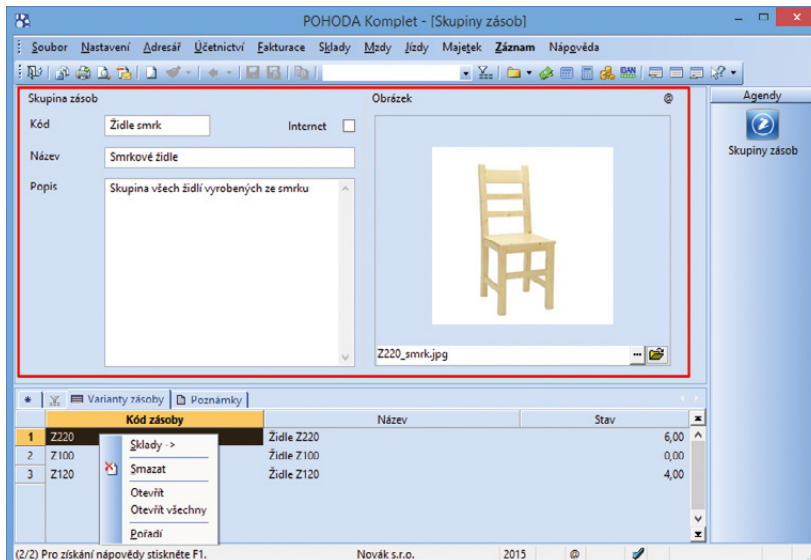 POHODA Komplet - [Skupiny zásob]
Soubor Nastavení Adresář Účetnictví Fakturace Sklady Mzdy Jízdy Majetek Záznam Nápověda
Skupina zásob Obrázek @ Agendy
Kód Židle smrk Internet
Skupiny zásob
Název Smrkové židle
Popis Skupina všech židlí vyrobených ze smrku
Z220_smrk.jpg ...
* Varianty zásoby Poznámky
Kód zásoby Název Stav
1 Z220 Židle Z220 6,00
2 Z100 Židle Z100 0,00
3 Z120 Židle Z120 4,00
Sklady ->
Smazat
Otevřít
Otevřít všechny
Pořadí
(2/2) Pro získání nápovědy stiskněte F1. Novák s.r.o. 2015 @